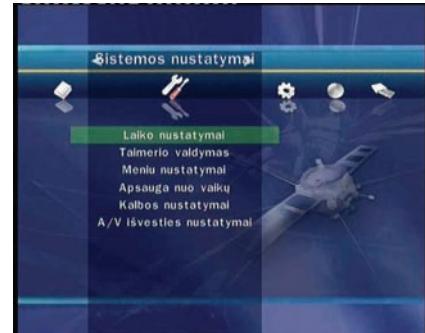 Sistemos nustatymai
Laiko nustatymai
Taimerio valdymas
Meniu nustatymai
Apsauga nuo vaikų
Kalbos nustatymai
A/V išvesties nustatymai